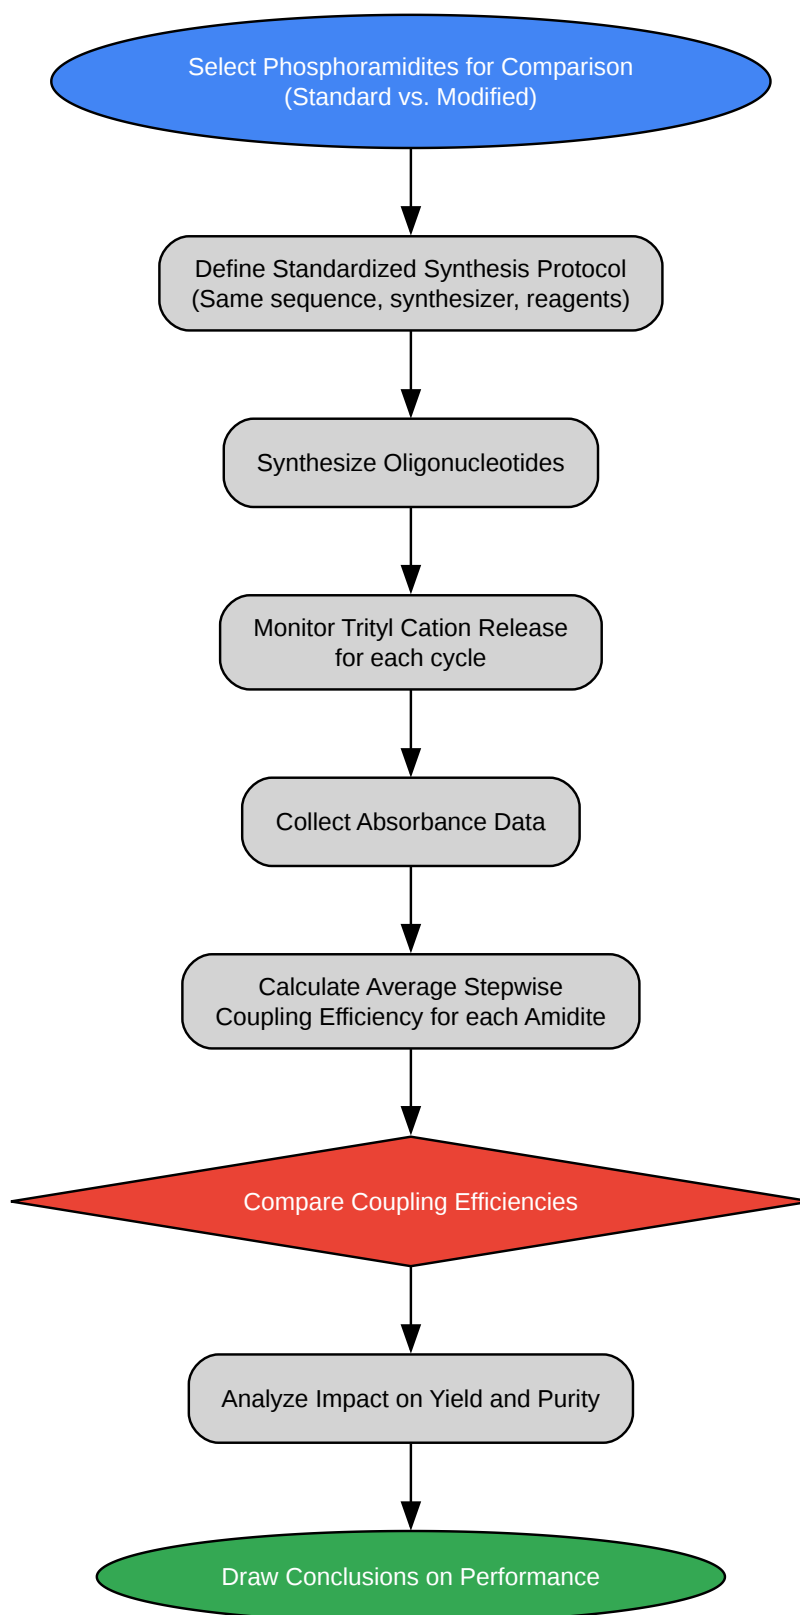 Select Phosphoramidites for Comparison
(Standard vs. Modified)
Define Standardized Synthesis Protocol
(Same sequence, synthesizer, reagents)
Synthesize Oligonucleotides
Monitor Trityl Cation Release
for each cycle
Collect Absorbance Data
Calculate Average Stepwise
Coupling Efficiency for each Amidite
Compare Coupling Efficiencies
Analyze Impact on Yield and Purity
Draw Conclusions on Performance